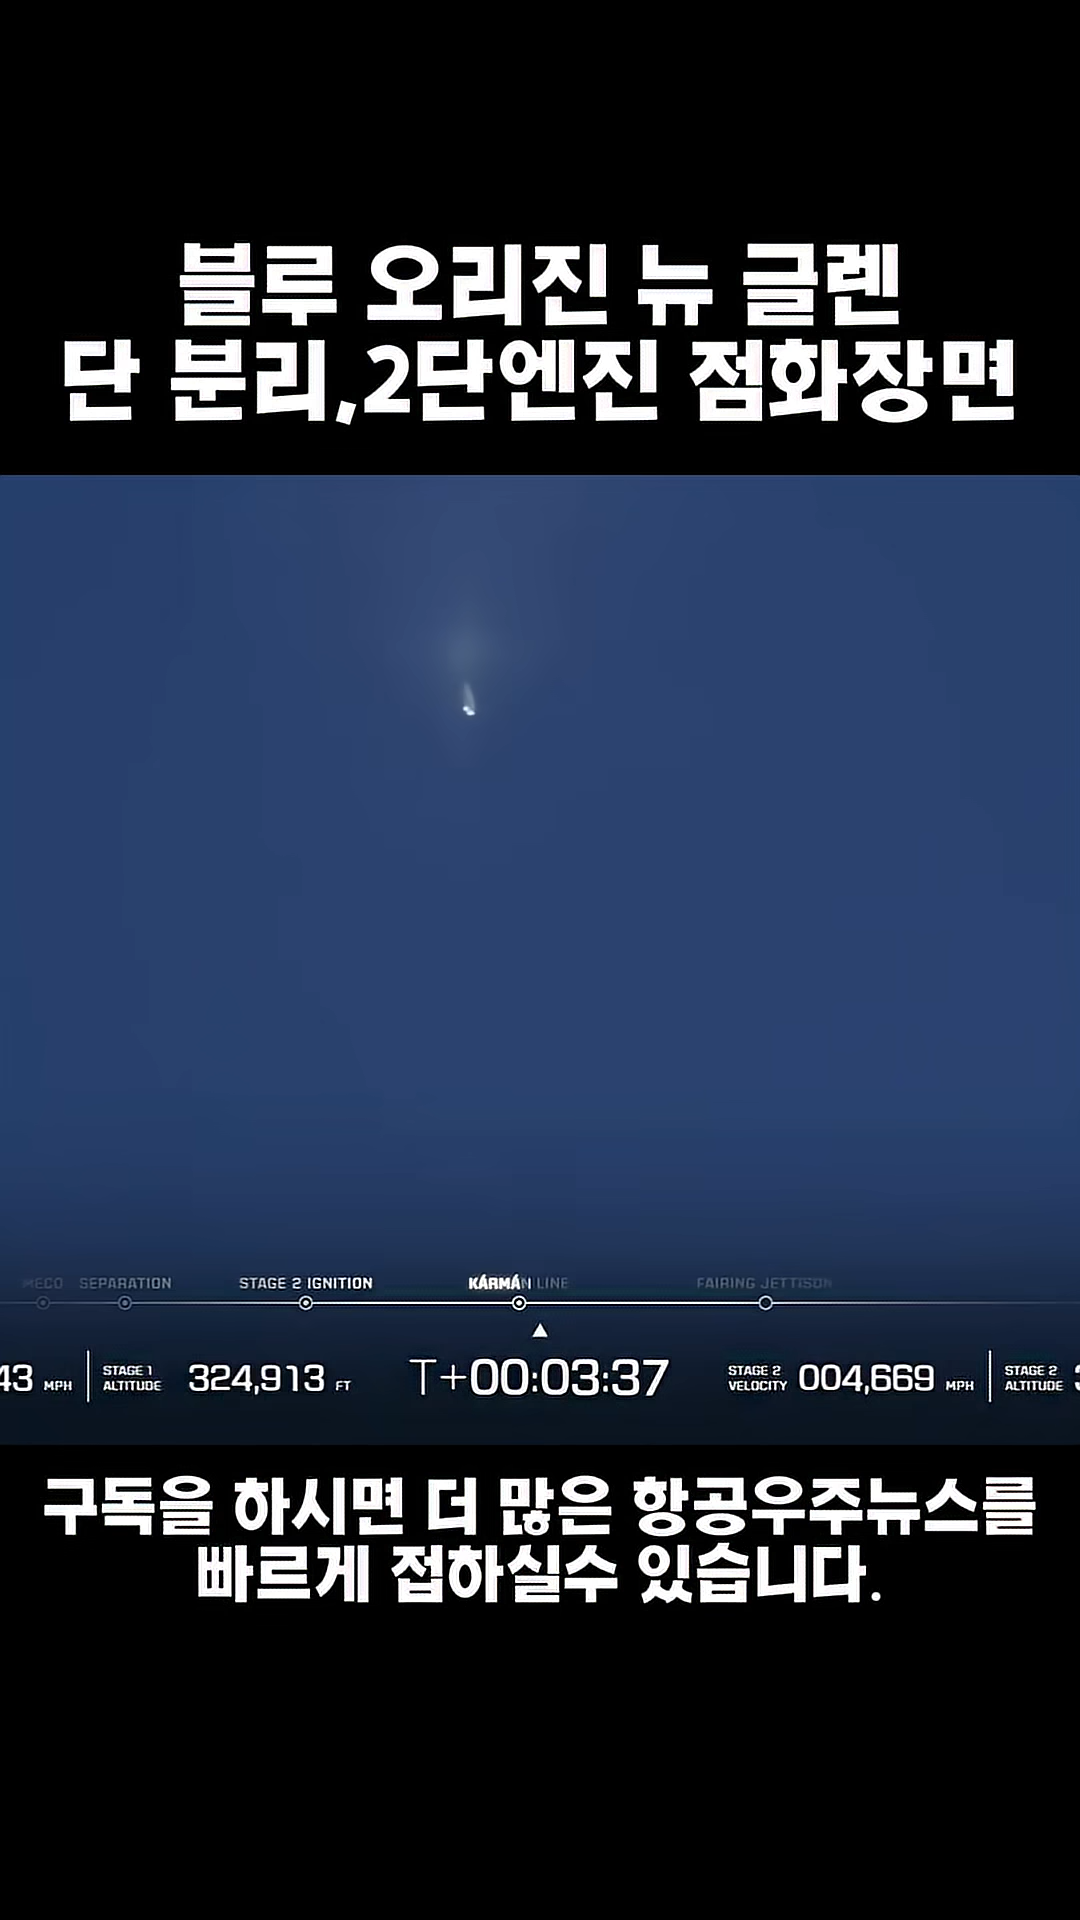 블루 오리진 뉴 글렌
단 분리,2단엔진 점화장면
MECO SEPARATION STAGE 2 IGNITION KÁRMÁN LINE FAIRING JETTISON
43 MPH STAGE 1 ALTITUDE 324,913 FT T+00:03:37 STAGE 2 VELOCITY 004,669 MPH STAGE 2 ALTITUDE
구독을 하시면 더 많은 항공우주뉴스를
빠르게 접하실수 있습니다.